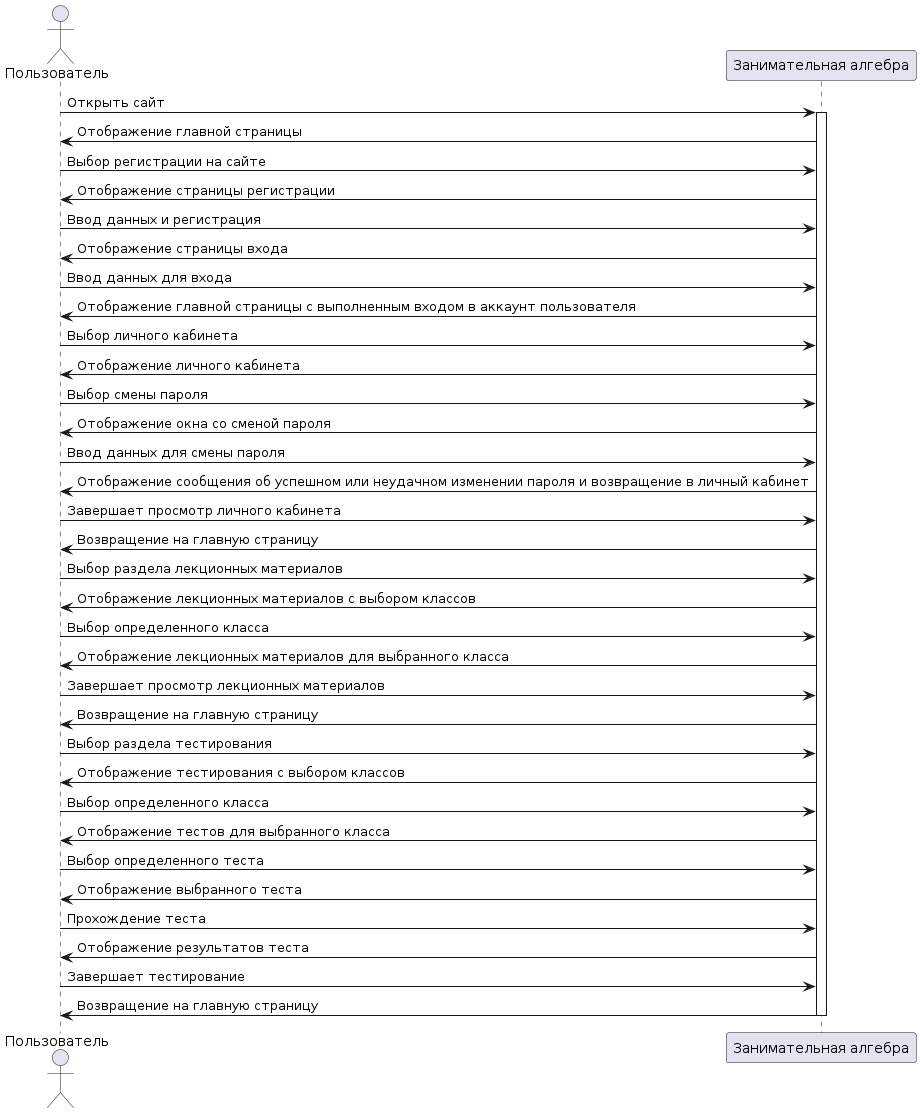 Пользователь
Занимательная алгебра
Открыть сайт
Отображение главной страницы
Выбор регистрации на сайте
Отображение страницы регистрации
Ввод данных и регистрация
Отображение страницы входа
Ввод данных для входа
Отображение главной страницы с выполненным входом в аккаунт пользователя
Выбор личного кабинета
Отображение личного кабинета
Выбор смены пароля
Отображение окна со сменой пароля
Ввод данных для смены пароля
Отображение сообщения об успешном или неудачном изменении пароля и возвращение в личный кабинет
Завершает просмотр личного кабинета
Возвращение на главную страницу
Выбор раздела лекционных материалов
Отображение лекционных материалов с выбором классов
Выбор определенного класса
Отображение лекционных материалов для выбранного класса
Завершает просмотр лекционных материалов
Возвращение на главную страницу
Выбор раздела тестирования
Отображение тестирования с выбором классов
Выбор определенного класса
Отображение тестов для выбранного класса
Выбор определенного теста
Отображение выбранного теста
Прохождение теста
Отображение результатов теста
Завершает тестирование
Возвращение на главную страницу
Пользователь
Занимательная алгебра